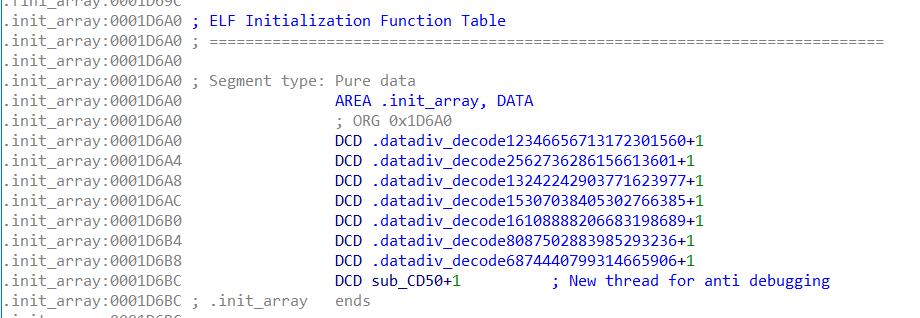 .fini_array:0001D69C
.init_array:0001D6A0 ; ELF Initialization Function Table
.init_array:0001D6A0 ; ===========================================================================
.init_array:0001D6A0
.init_array:0001D6A0 ; Segment type: Pure data
.init_array:0001D6A0 AREA .init_array, DATA
.init_array:0001D6A0 ; ORG 0x1D6A0
.init_array:0001D6A0 DCD .datadiv_decode12346656713172301560+1
.init_array:0001D6A4 DCD .datadiv_decode2562736286156613601+1
.init_array:0001D6A8 DCD .datadiv_decode13242242903771623977+1
.init_array:0001D6AC DCD .datadiv_decode15307038405302766385+1
.init_array:0001D6B0 DCD .datadiv_decode16108888206683198689+1
.init_array:0001D6B4 DCD .datadiv_decode8087502883985293236+1
.init_array:0001D6B8 DCD .datadiv_decode6874440799314665906+1
.init_array:0001D6BC DCD sub_CD50+1 ; New thread for anti debugging
.init_array:0001D6BC ; .init_array ends